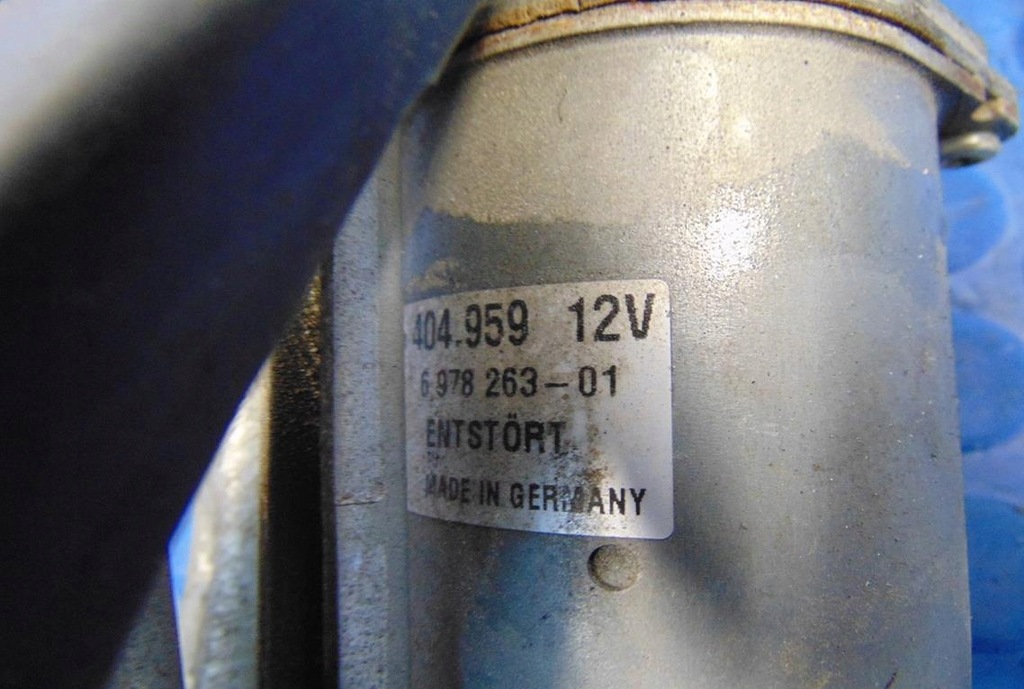 404.959 12V
6 978 263-01
ENTSTÖRT
MADE IN GERMANY